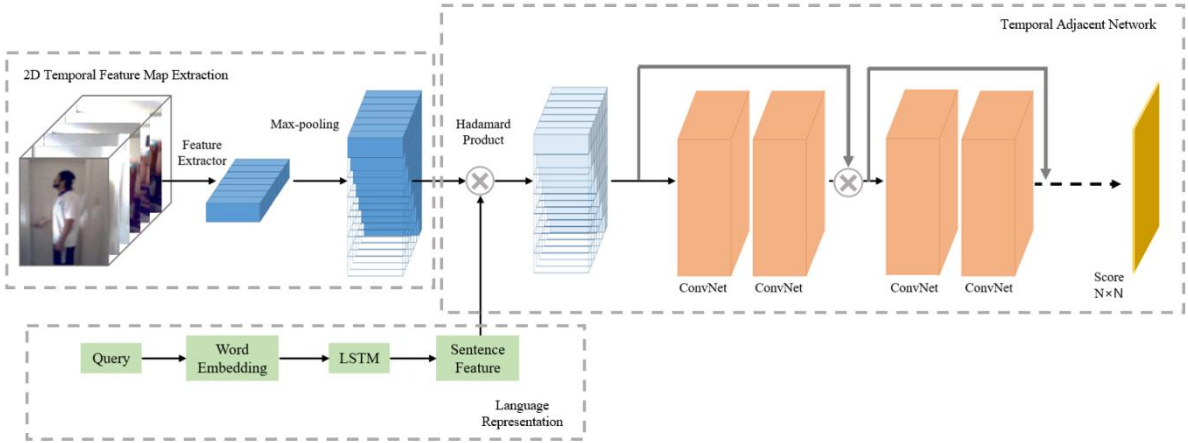 Temporal Adjacent Network
2D Temporal Feature Map Extraction
Max-pooling
Feature
Extractor
Hadamard
Product
ConvNet
ConvNet
ConvNet
ConvNet
Score
N×N
Query
Word
Embedding
LSTM
Sentence
Feature
Language
Representation